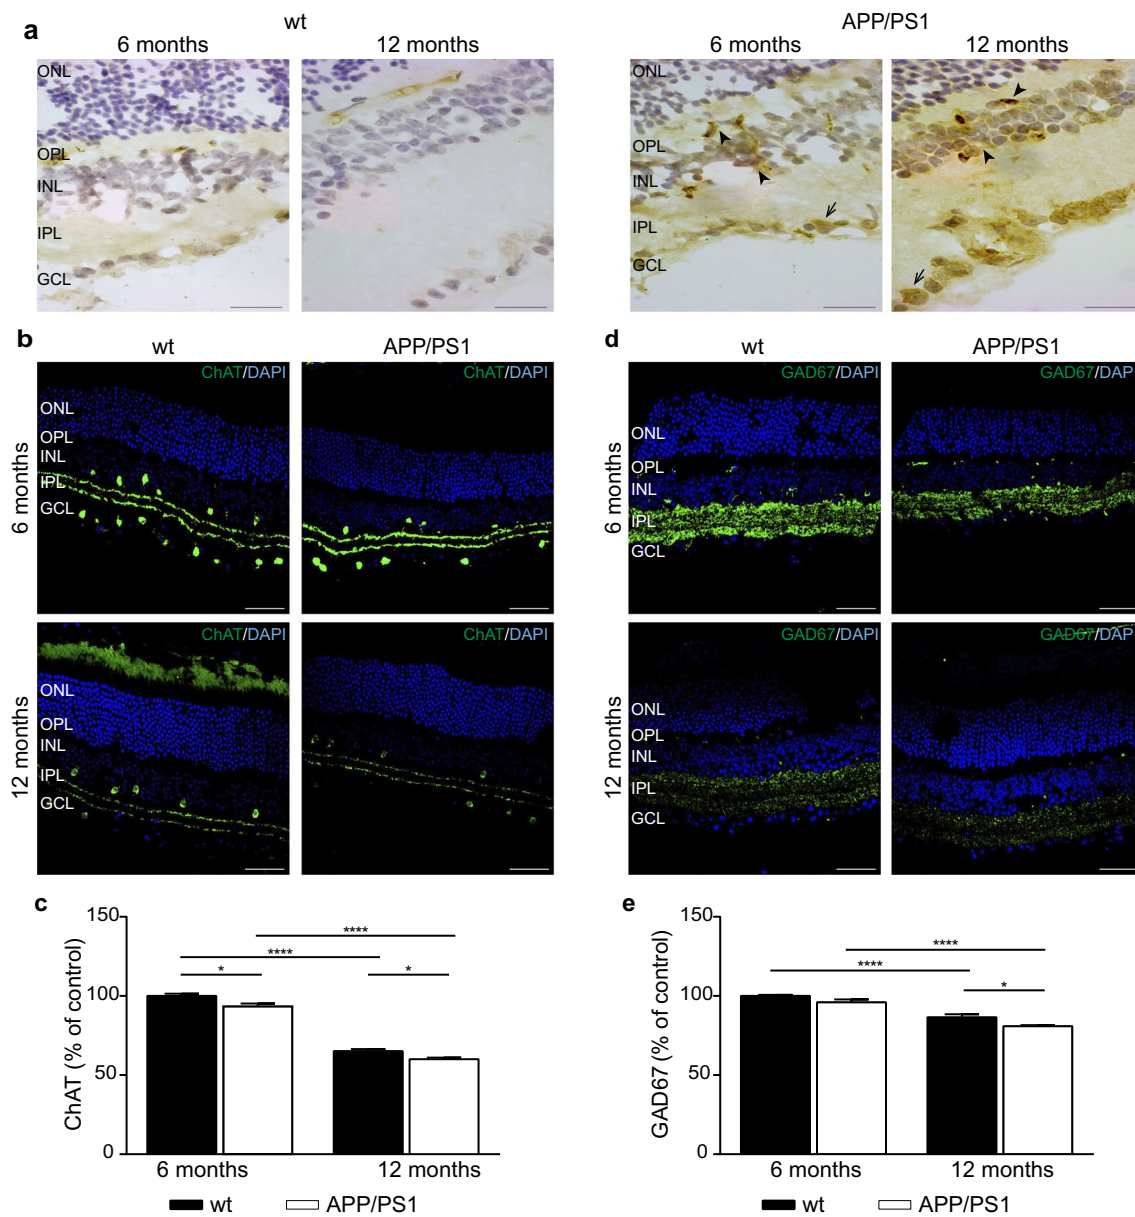 a
wt
APP/PS1
6 months
12 months
6 months
12 months
ONL
OPL
INL
IPL
GCL
ONL
OPL
INL
IPL
GCL
b
wt
APP/PS1
d
wt
APP/PS1
6 months
ChAT/DAPI
ONL
OPL
INL
IPL
GCL
ChAT/DAPI
6 months
GAD67/DAPI
ONL
OPL
INL
IPL
GCL
GAD67/DAPI
12 months
ChAT/DAPI
ONL
OPL
INL
IPL
GCL
ChAT/DAPI
12 months
GAD67/DAPI
ONL
OPL
INL
IPL
GCL
GAD67/DAPI
c
ChAT (% of control)
150
100
50
0
****
****
*
*
6 months
12 months
wt
APP/PS1
e
GAD67 (% of control)
150
100
50
0
****
****
*
6 months
12 months
wt
APP/PS1